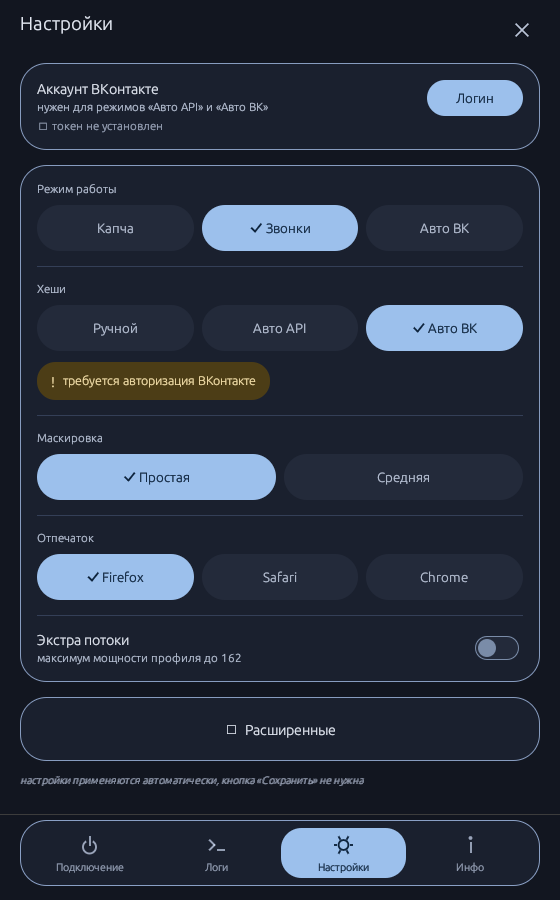 Настройки
Аккаунт ВКонтакте
нужен для режимов «Авто API» и «Авто ВК»
токен не установлен
Логин
Режим работы
Капча
Звонки
Авто ВК
Хеши
Ручной
Авто API
Авто ВК
! требуется авторизация ВКонтакте
Маскировка
Простая
Средняя
Отпечаток
Firefox
Safari
Chrome
Экстра потоки
максимум мощности профиля до 162
Расширенные
настройки применяются автоматически, кнопка «Сохранить» не нужна
Подключение
Логи
Настройки
Инфо